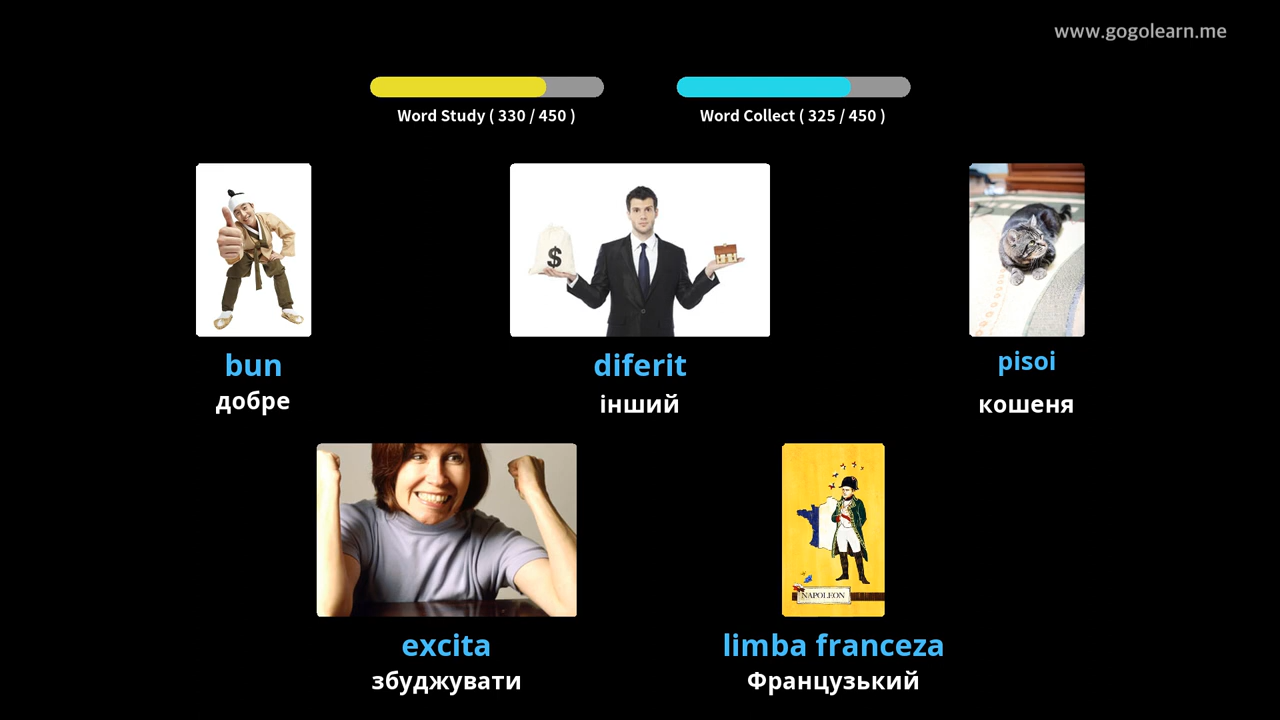 www.gogolearn.me
Word Study ( 330 / 450 )
Word Collect ( 325 / 450 )
bun
добре
diferit
інший
pisoi
кошеня
$
NAPOLEON
excita
збуджувати
limba franceza
Французький